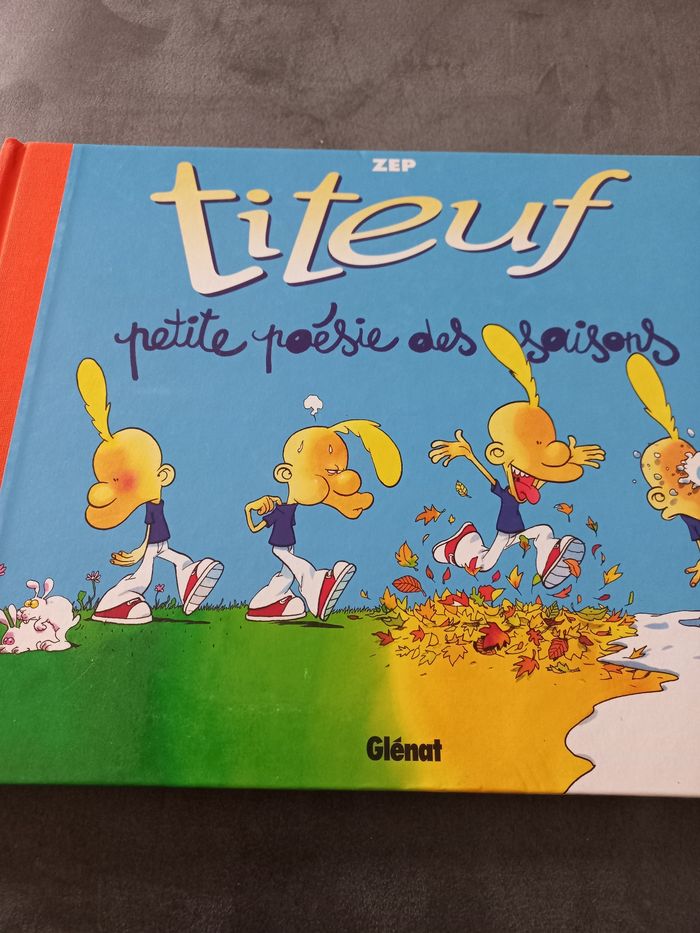 ZEP
titeuf
petite poésie des saisons
Glénat